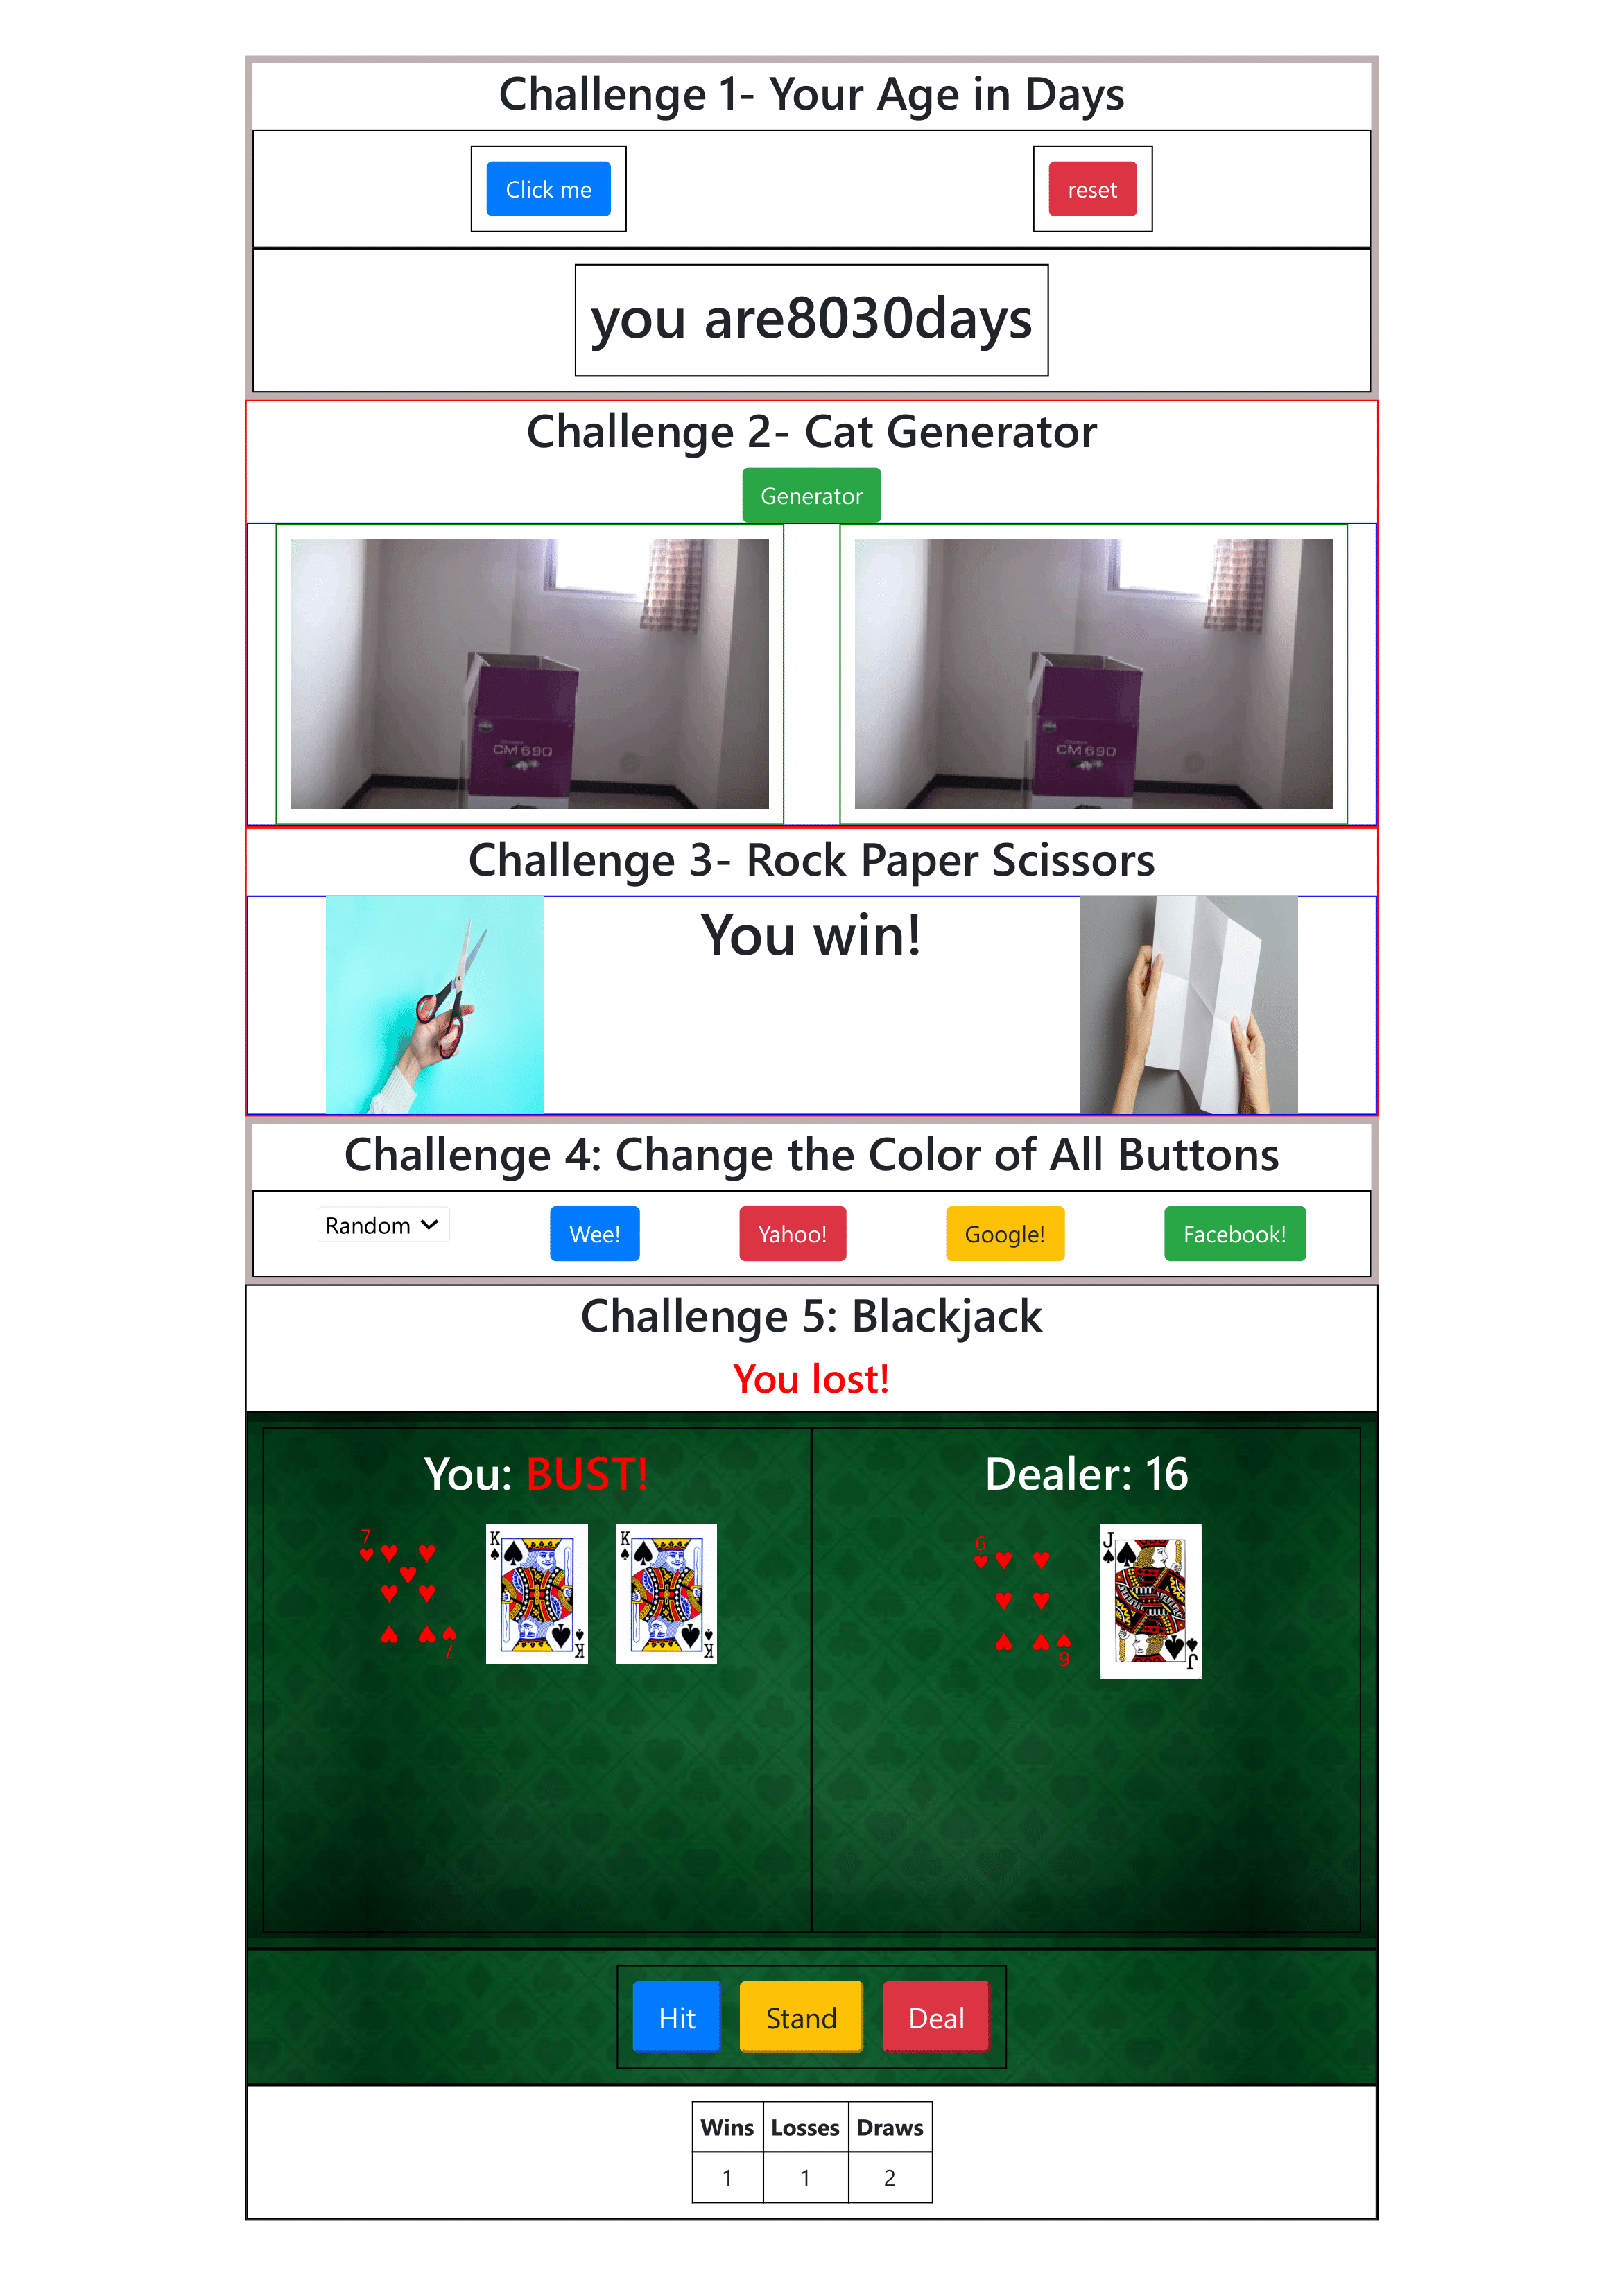 Challenge 1- Your Age in Days
Click me reset
you are8030days
Challenge 2- Cat Generator
Generator
CM 690 CM 690
Challenge 3- Rock Paper Scissors
You win!
Challenge 4: Change the Color of All Buttons
Random Wee! Yahoo! Google! Facebook!
Challenge 5: Blackjack
You lost!
You: BUST! Dealer: 16
7 K K 6 J
7 K K 6 J
Hit Stand Deal
Wins Losses Draws
1 1 2